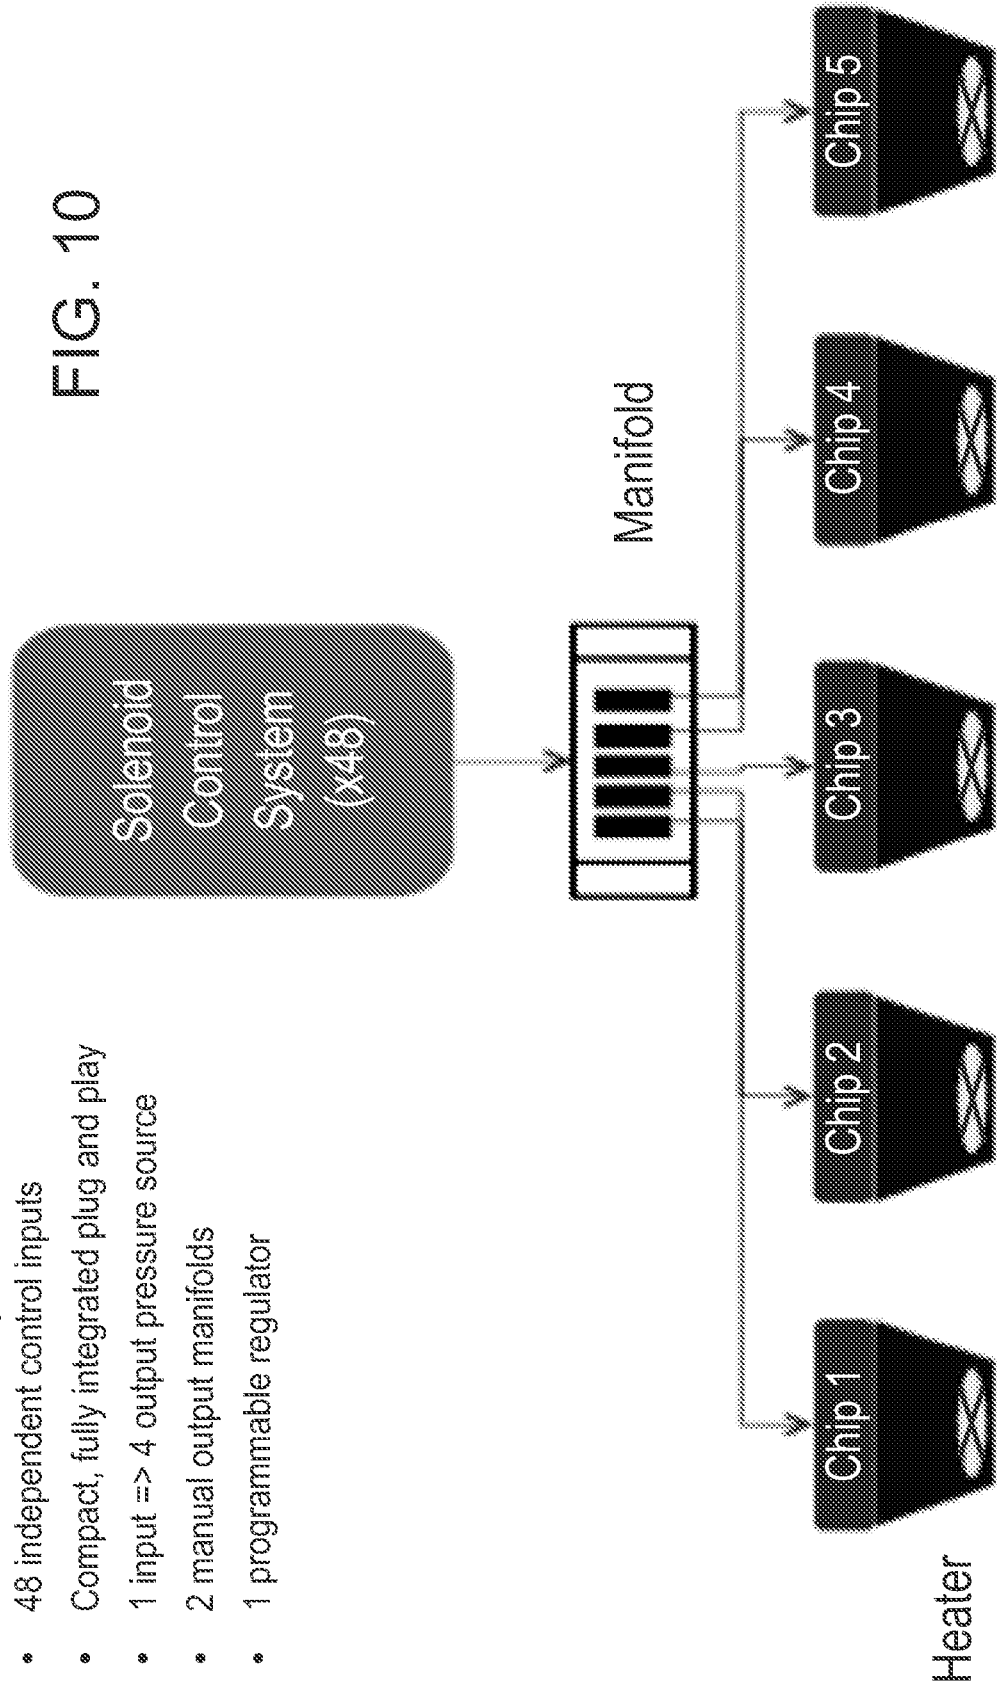 • 48 independent control inputs
• Compact, fully integrated plug and play
• 1 input => 4 output pressure source
• 2 manual output manifolds
• 1 programmable regulator
FIG. 10
Solenoid
Control
System
(x48)
Manifold
Chip 1
Chip 2
Chip 3
Chip 4
Chip 5
Heater